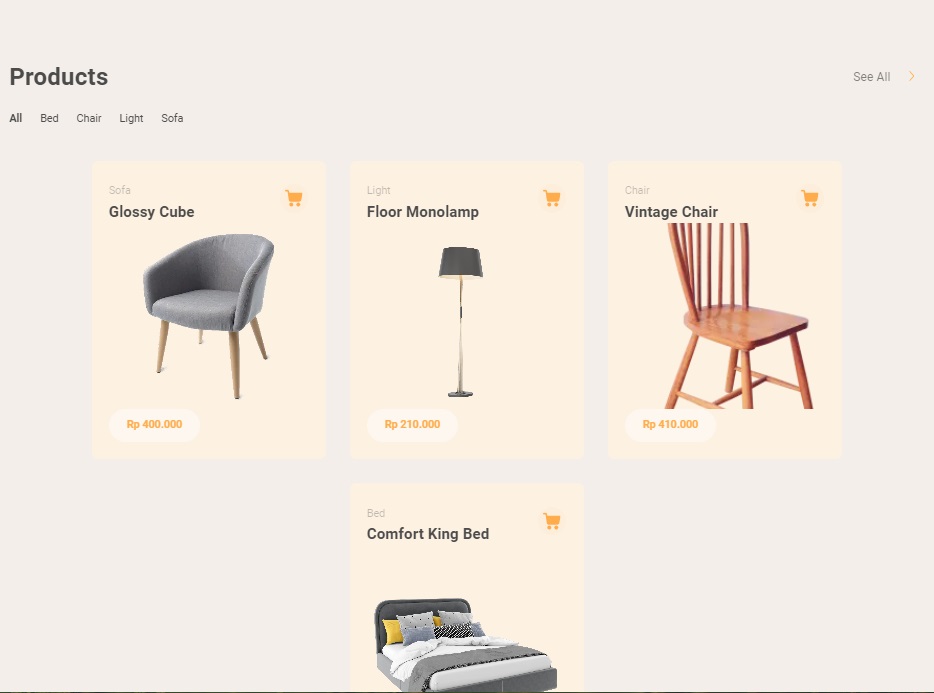 Products
See All
All Bed Chair Light Sofa
Sofa
Glossy Cube
Rp 400.000
Light
Floor Monolamp
Rp 210.000
Chair
Vintage Chair
Rp 410.000
Bed
Comfort King Bed